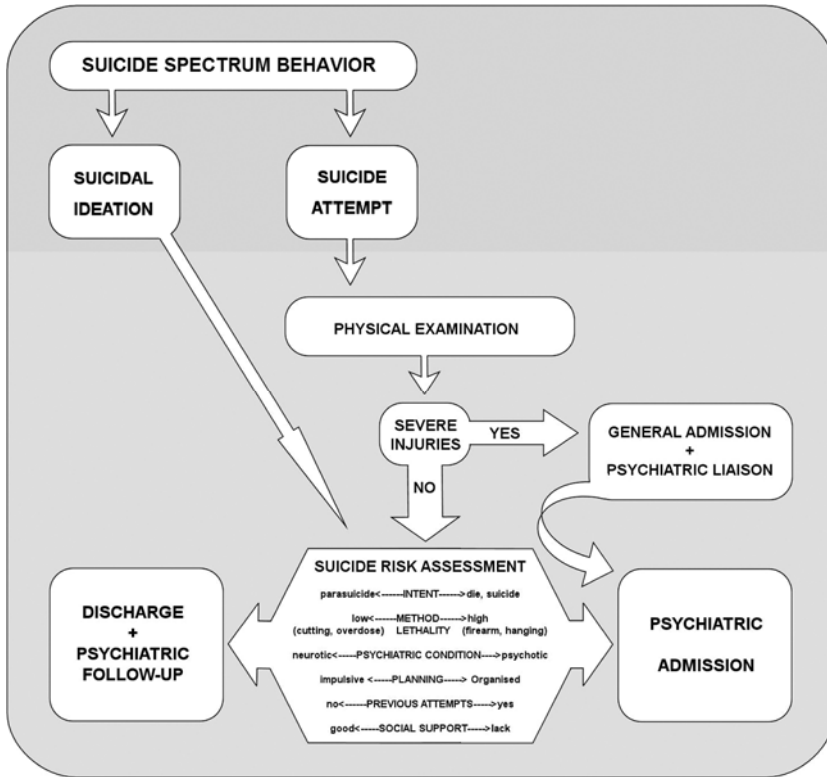 SUICIDE SPECTRUM BEHAVIOR
SUICIDAL
IDEATION
SUICIDE
ATTEMPT
PHYSICAL EXAMINATION
SEVERE
INJURIES
YES
GENERAL ADMISSION
+
PSYCHIATRIC LIAISON
NO
SUICIDE RISK ASSESSMENT
parasuicide<------INTENT------>die, suicide
low<------METHOD------>high
(cutting, overdose) LETHALITY (firearm, hanging)
neurotic<-----PSYCHIATRIC CONDITION---->psychotic
impulsive <-----PLANNING-----> Organised
no<------PREVIOUS ATTEMPTS------>yes
good<-----SOCIAL SUPPORT----->lack
DISCHARGE
+
PSYCHIATRIC
FOLLOW-UP
PSYCHIATRIC
ADMISSION